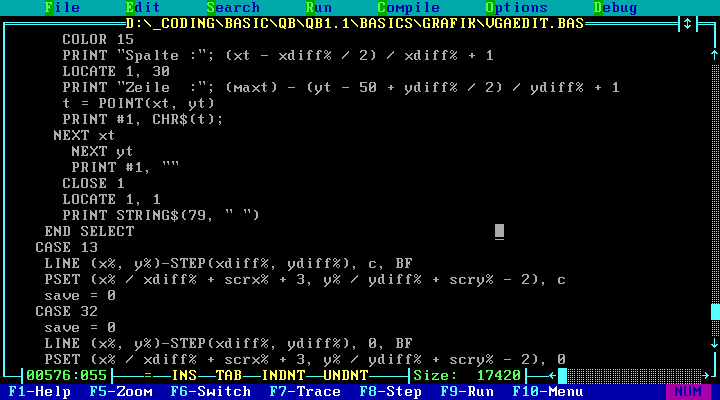 File Edit Search Run Compile Options Debug
D:\_CODING\BASIC\QB\QB1.1\BASICS\GRAFIK\VGAEDIT.BAS
COLOR 15
PRINT "Spalte :"; (xt - xdiff% / 2) / xdiff% + 1
LOCATE 1, 30
PRINT "Zeile  :"; (maxt) - (yt - 50 + ydiff% / 2) / ydiff% + 1
t = POINT(xt, yt)
PRINT #1, CHR$(t);
NEXT xt
NEXT yt
PRINT #1, ""
CLOSE 1
LOCATE 1, 1
PRINT STRING$(79, " ")
END SELECT
CASE 13
LINE (x%, y%)-STEP(xdiff%, ydiff%), c, BF
PSET (x% / xdiff% + scrx% + 3, y% / ydiff% + scry% - 2), c
save = 0
CASE 32
save = 0
LINE (x%, y%)-STEP(xdiff%, ydiff%), 0, BF
PSET (x% / xdiff% + scrx% + 3, y% / ydiff% + scry% - 2), 0
00576:055 = INS TAB INDNT UNDNT Size: 17420
F1-Help F5-Zoom F6-Switch F7-Trace F8-Step F9-Run F10-Menu NUM